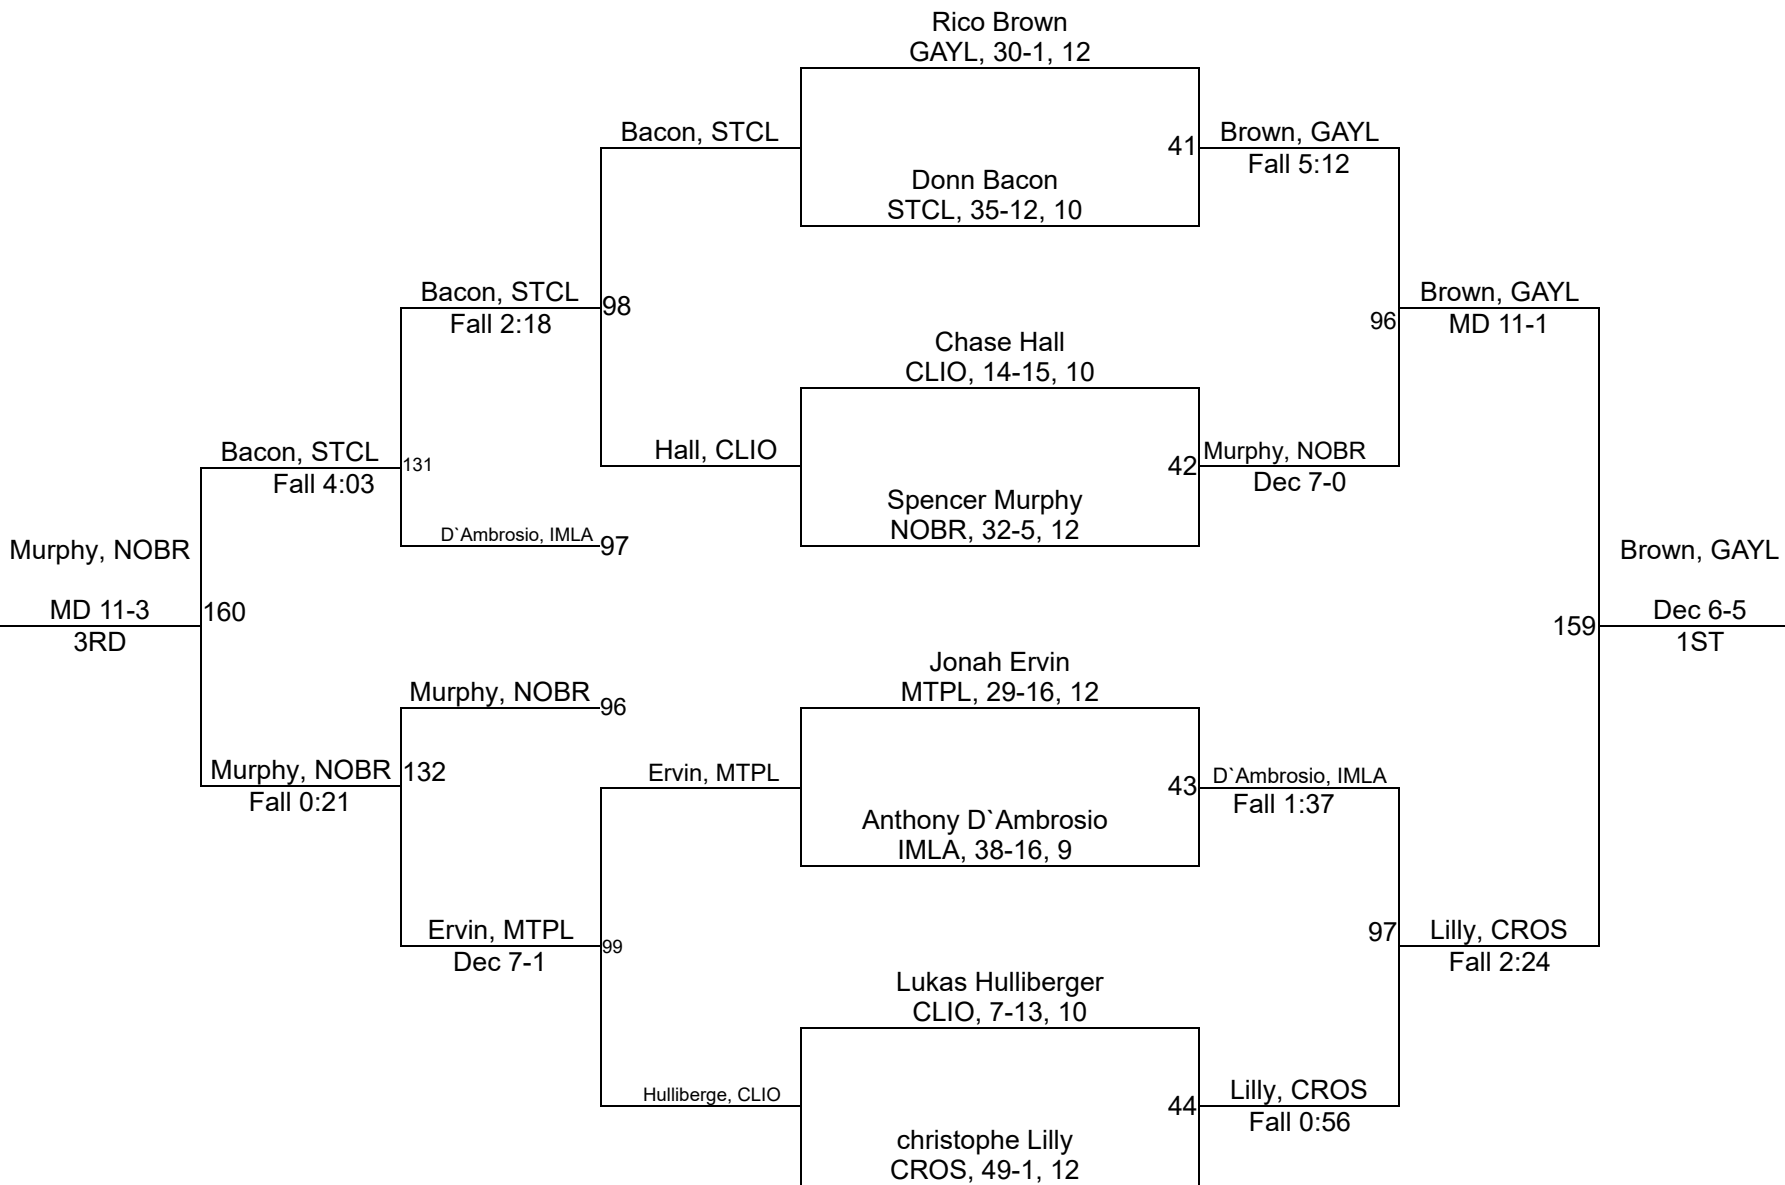 Rico Brown
GAYL, 30-1, 12
Bacon, STCL
41
Brown, GAYL
Fall 5:12
Donn Bacon
STCL, 35-12, 10
Bacon, STCL
Fall 2:18
98
Brown, GAYL
MD 11-1
96
Chase Hall
CLIO, 14-15, 10
Bacon, STCL
Fall 4:03
131
Hall, CLIO
42
Murphy, NOBR
Dec 7-0
Spencer Murphy
NOBR, 32-5, 12
D`Ambrosio, IMLA
97
Murphy, NOBR
MD 11-3
3RD
160
Brown, GAYL
Dec 6-5
1ST
159
Jonah Ervin
MTPL, 29-16, 12
Murphy, NOBR
96
Murphy, NOBR
Fall 0:21
132
Ervin, MTPL
43
D`Ambrosio, IMLA
Fall 1:37
Anthony D`Ambrosio
IMLA, 38-16, 9
Ervin, MTPL
Dec 7-1
99
97
Lilly, CROS
Fall 2:24
Lukas Hulliberger
CLIO, 7-13, 10
Hulliberge, CLIO
44
Lilly, CROS
Fall 0:56
christophe Lilly
CROS, 49-1, 12